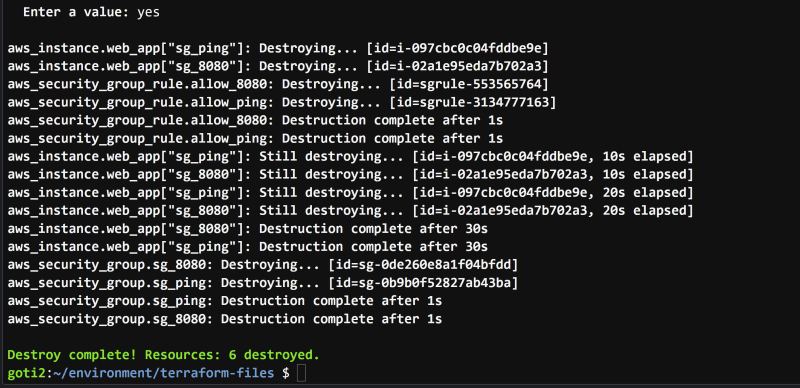 Enter a value: yes
aws_instance.web_app["sg_ping"]: Destroying... [id=i-097cbc0c04fddbe9e]
aws_instance.web_app["sg_8080"]: Destroying... [id=i-02a1e95eda7b702a3]
aws_security_group_rule.allow_8080: Destroying... [id=sgrule-553565764]
aws_security_group_rule.allow_ping: Destroying... [id=sgrule-3134777163]
aws_security_group_rule.allow_8080: Destruction complete after 1s
aws_security_group_rule.allow_ping: Destruction complete after 1s
aws_instance.web_app["sg_ping"]: Still destroying... [id=i-097cbc0c04fddbe9e, 10s elapsed]
aws_instance.web_app["sg_8080"]: Still destroying... [id=i-02a1e95eda7b702a3, 10s elapsed]
aws_instance.web_app["sg_ping"]: Still destroying... [id=i-097cbc0c04fddbe9e, 20s elapsed]
aws_instance.web_app["sg_8080"]: Still destroying... [id=i-02a1e95eda7b702a3, 20s elapsed]
aws_instance.web_app["sg_8080"]: Destruction complete after 30s
aws_instance.web_app["sg_ping"]: Destruction complete after 30s
aws_security_group.sg_8080: Destroying... [id=sg-0de260e8a1f04bfdd]
aws_security_group.sg_ping: Destroying... [id=sg-0b9b0f52827ab43ba]
aws_security_group.sg_ping: Destruction complete after 1s
aws_security_group.sg_8080: Destruction complete after 1s
Destroy complete! Resources: 6 destroyed.
goti2:~/environment/terraform-files $